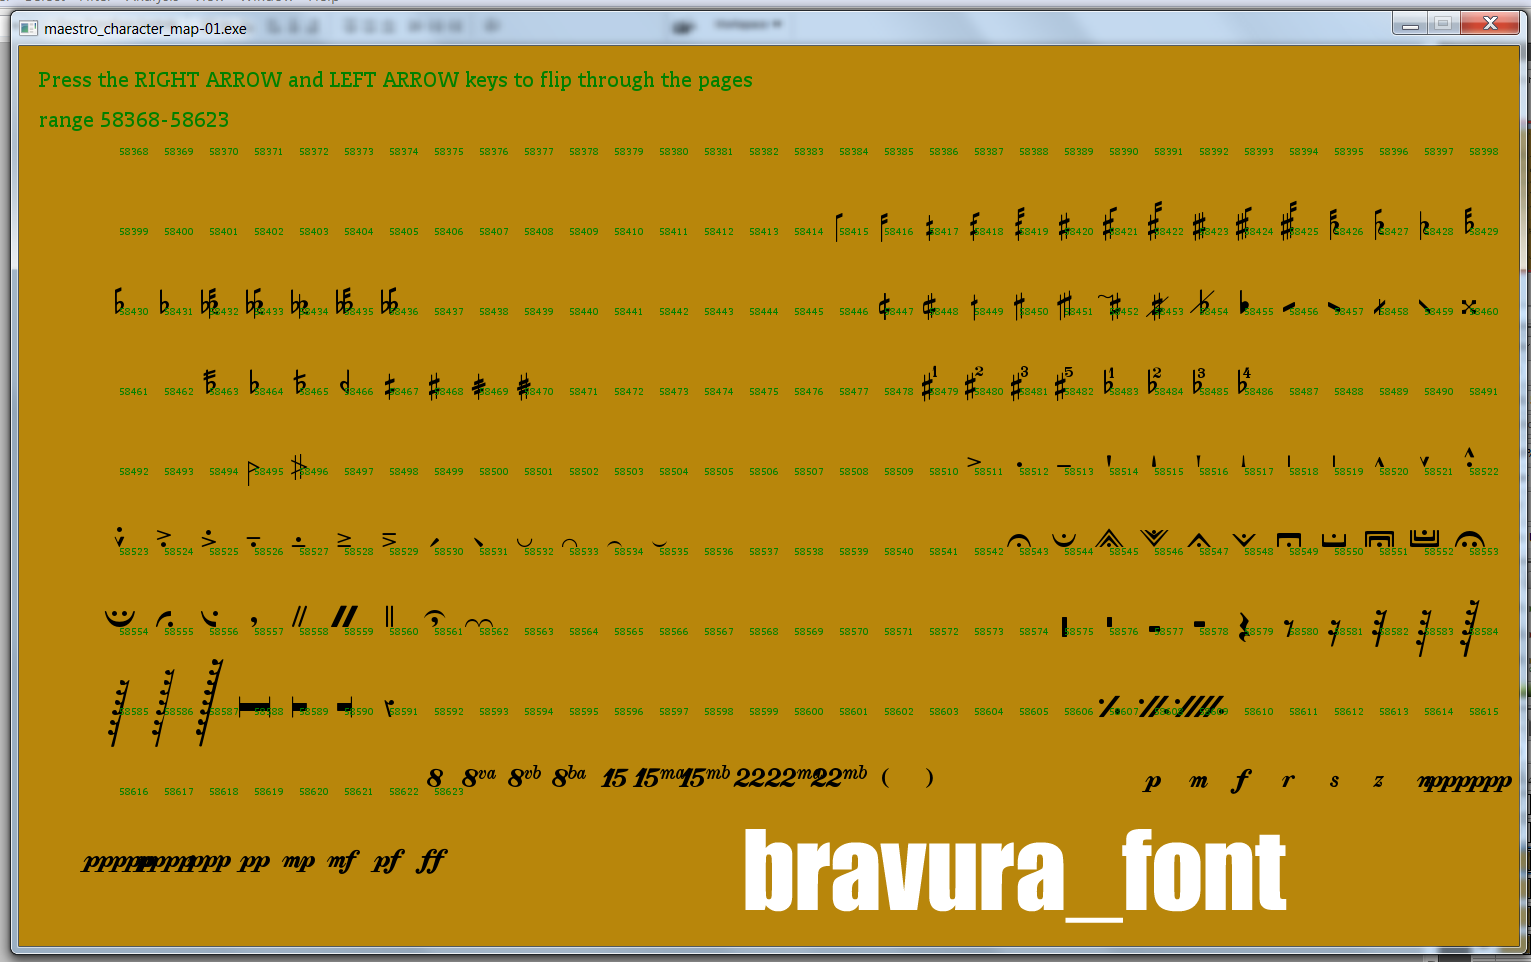 maestro_character_map-01.exe
Press the RIGHT ARROW and LEFT ARROW keys to flip through the pages
range 58368-58623
58368 58369 58370 58371 58372 58373 58374 58375 58376 58377 58378 58379 58380 58381 58382 58383 58384 58385 58386 58387 58388 58389 58390 58391 58392 58393 58394 58395 58396 58397 58398
58399 58400 58401 58402 58403 58404 58405 58406 58407 58408 58409 58410 58411 58412 58413 58414 58415 58416 58417 58418 58419 58420 58421 58422 58423 58424 58425 58426 58427 58428 58429
58430 58431 58432 58433 58434 58435 58436 58437 58438 58439 58440 58441 58442 58443 58444 58445 58446 58447 58448 58449 58450 58451 58452 58453 58454 58455 58456 58457 58458 58459 58460
1 2 3 5 1 2 3 4
58461 58462 58463 58464 58465 58466 58467 58468 58469 58470 58471 58472 58473 58474 58475 58476 58477 58478 58479 58480 58481 58482 58483 58484 58485 58486 58487 58488 58489 58490 58491
58492 58493 58494 58495 58496 58497 58498 58499 58500 58501 58502 58503 58504 58505 58506 58507 58508 58509 58510 58511 58512 58513 58514 58515 58516 58517 58518 58519 58520 58521 58522
58523 58524 58525 58526 58527 58528 58529 58530 58531 58532 58533 58534 58535 58536 58537 58538 58539 58540 58541 58542 58543 58544 58545 58546 58547 58548 58549 58550 58551 58552 58553
58554 58555 58556 58557 58558 58559 58560 58561 58562 58563 58564 58565 58566 58567 58568 58569 58570 58571 58572 58573 58574 58575 58576 58577 58578 58579 58580 58581 58582 58583 58584
58585 58586 58587 58588 58589 58590 58591 58592 58593 58594 58595 58596 58597 58598 58599 58600 58601 58602 58603 58604 58605 58606 58607 58608 58609 58610 58611 58612 58613 58614 58615
8 8va 8vb 8ba 15 15ma 15mb 22 22ma 22mb ( ) p m f r s z n pppppp
58616 58617 58618 58619 58620 58621 58622 58623
ppppp pppp ppp pp mp mf pf ff
bravura_font